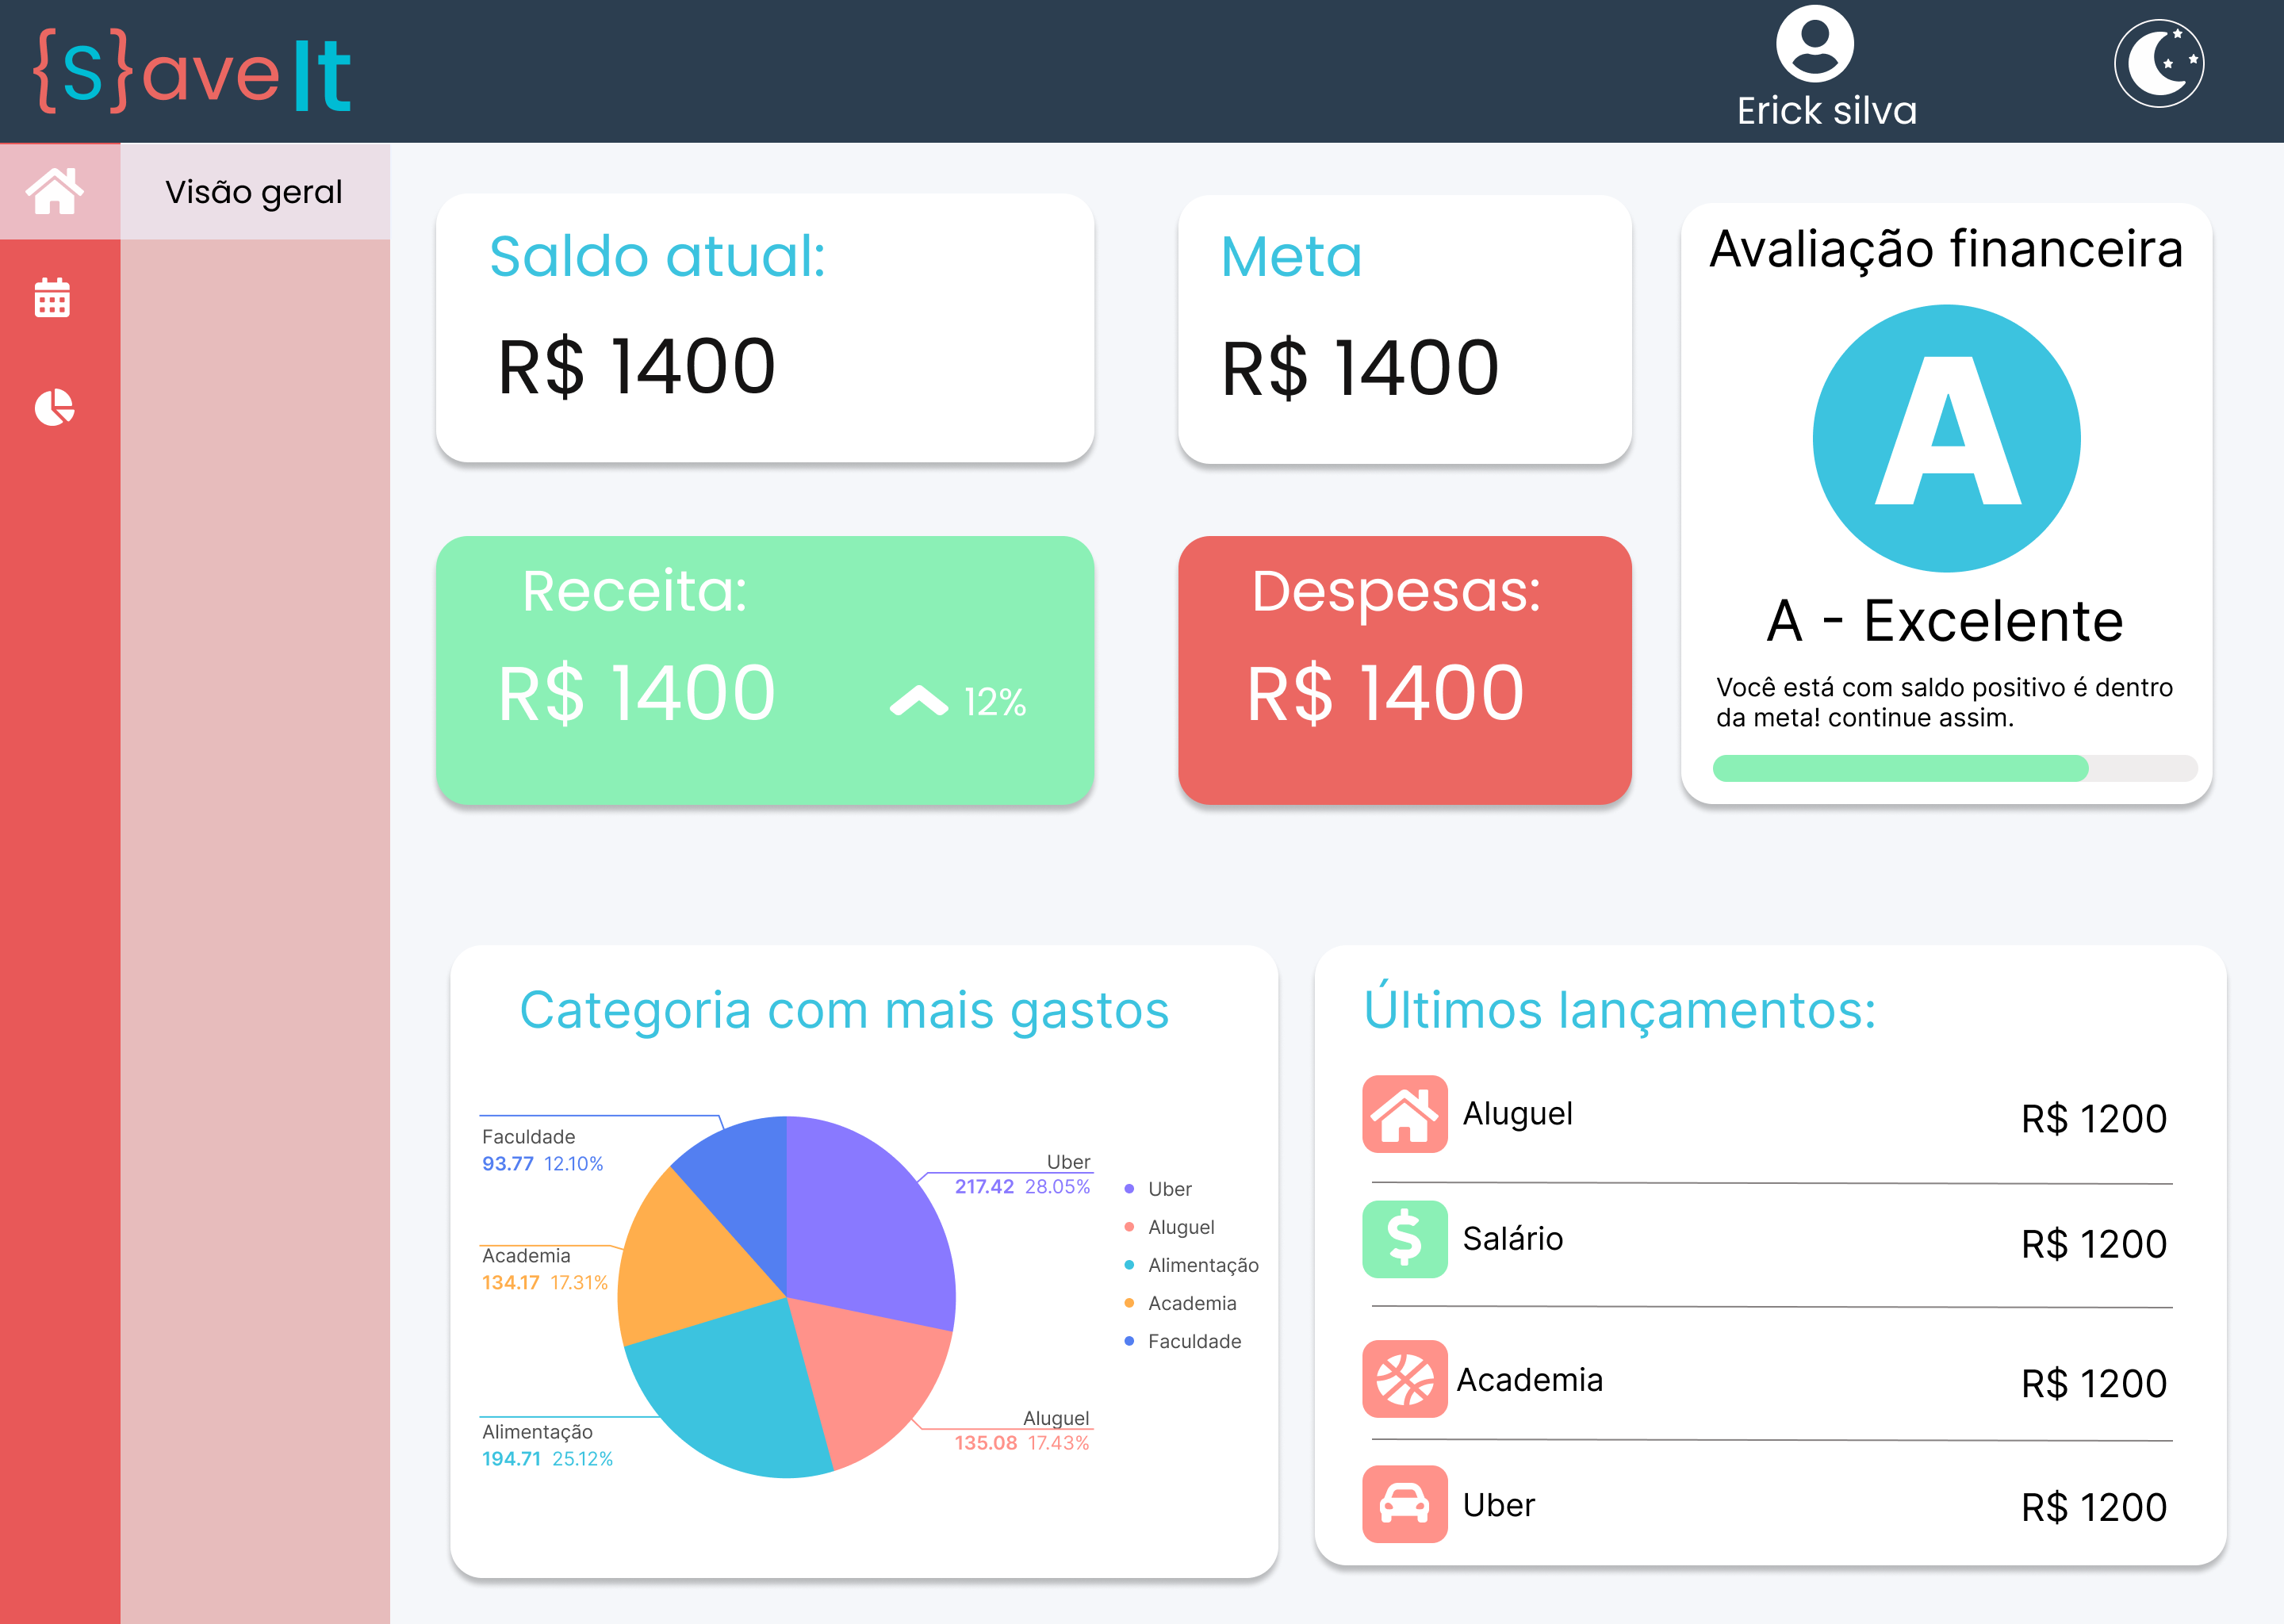 {S}ave It
Erick silva
Visão geral
Saldo atual:
R$ 1400
Meta
R$ 1400
Avaliação financeira
A
A - Excelente
Você está com saldo positivo é dentro
da meta! continue assim.
Receita:
R$ 1400
12%
Despesas:
R$ 1400
Categoria com mais gastos
Faculdade
93.77 12.10%
Academia
134.17 17.31%
Alimentação
194.71 25.12%
Uber
217.42 28.05%
Aluguel
135.08 17.43%
Uber
Aluguel
Alimentação
Academia
Faculdade
Últimos lançamentos:
Aluguel R$ 1200
$
Salário R$ 1200
Academia R$ 1200
Uber R$ 1200